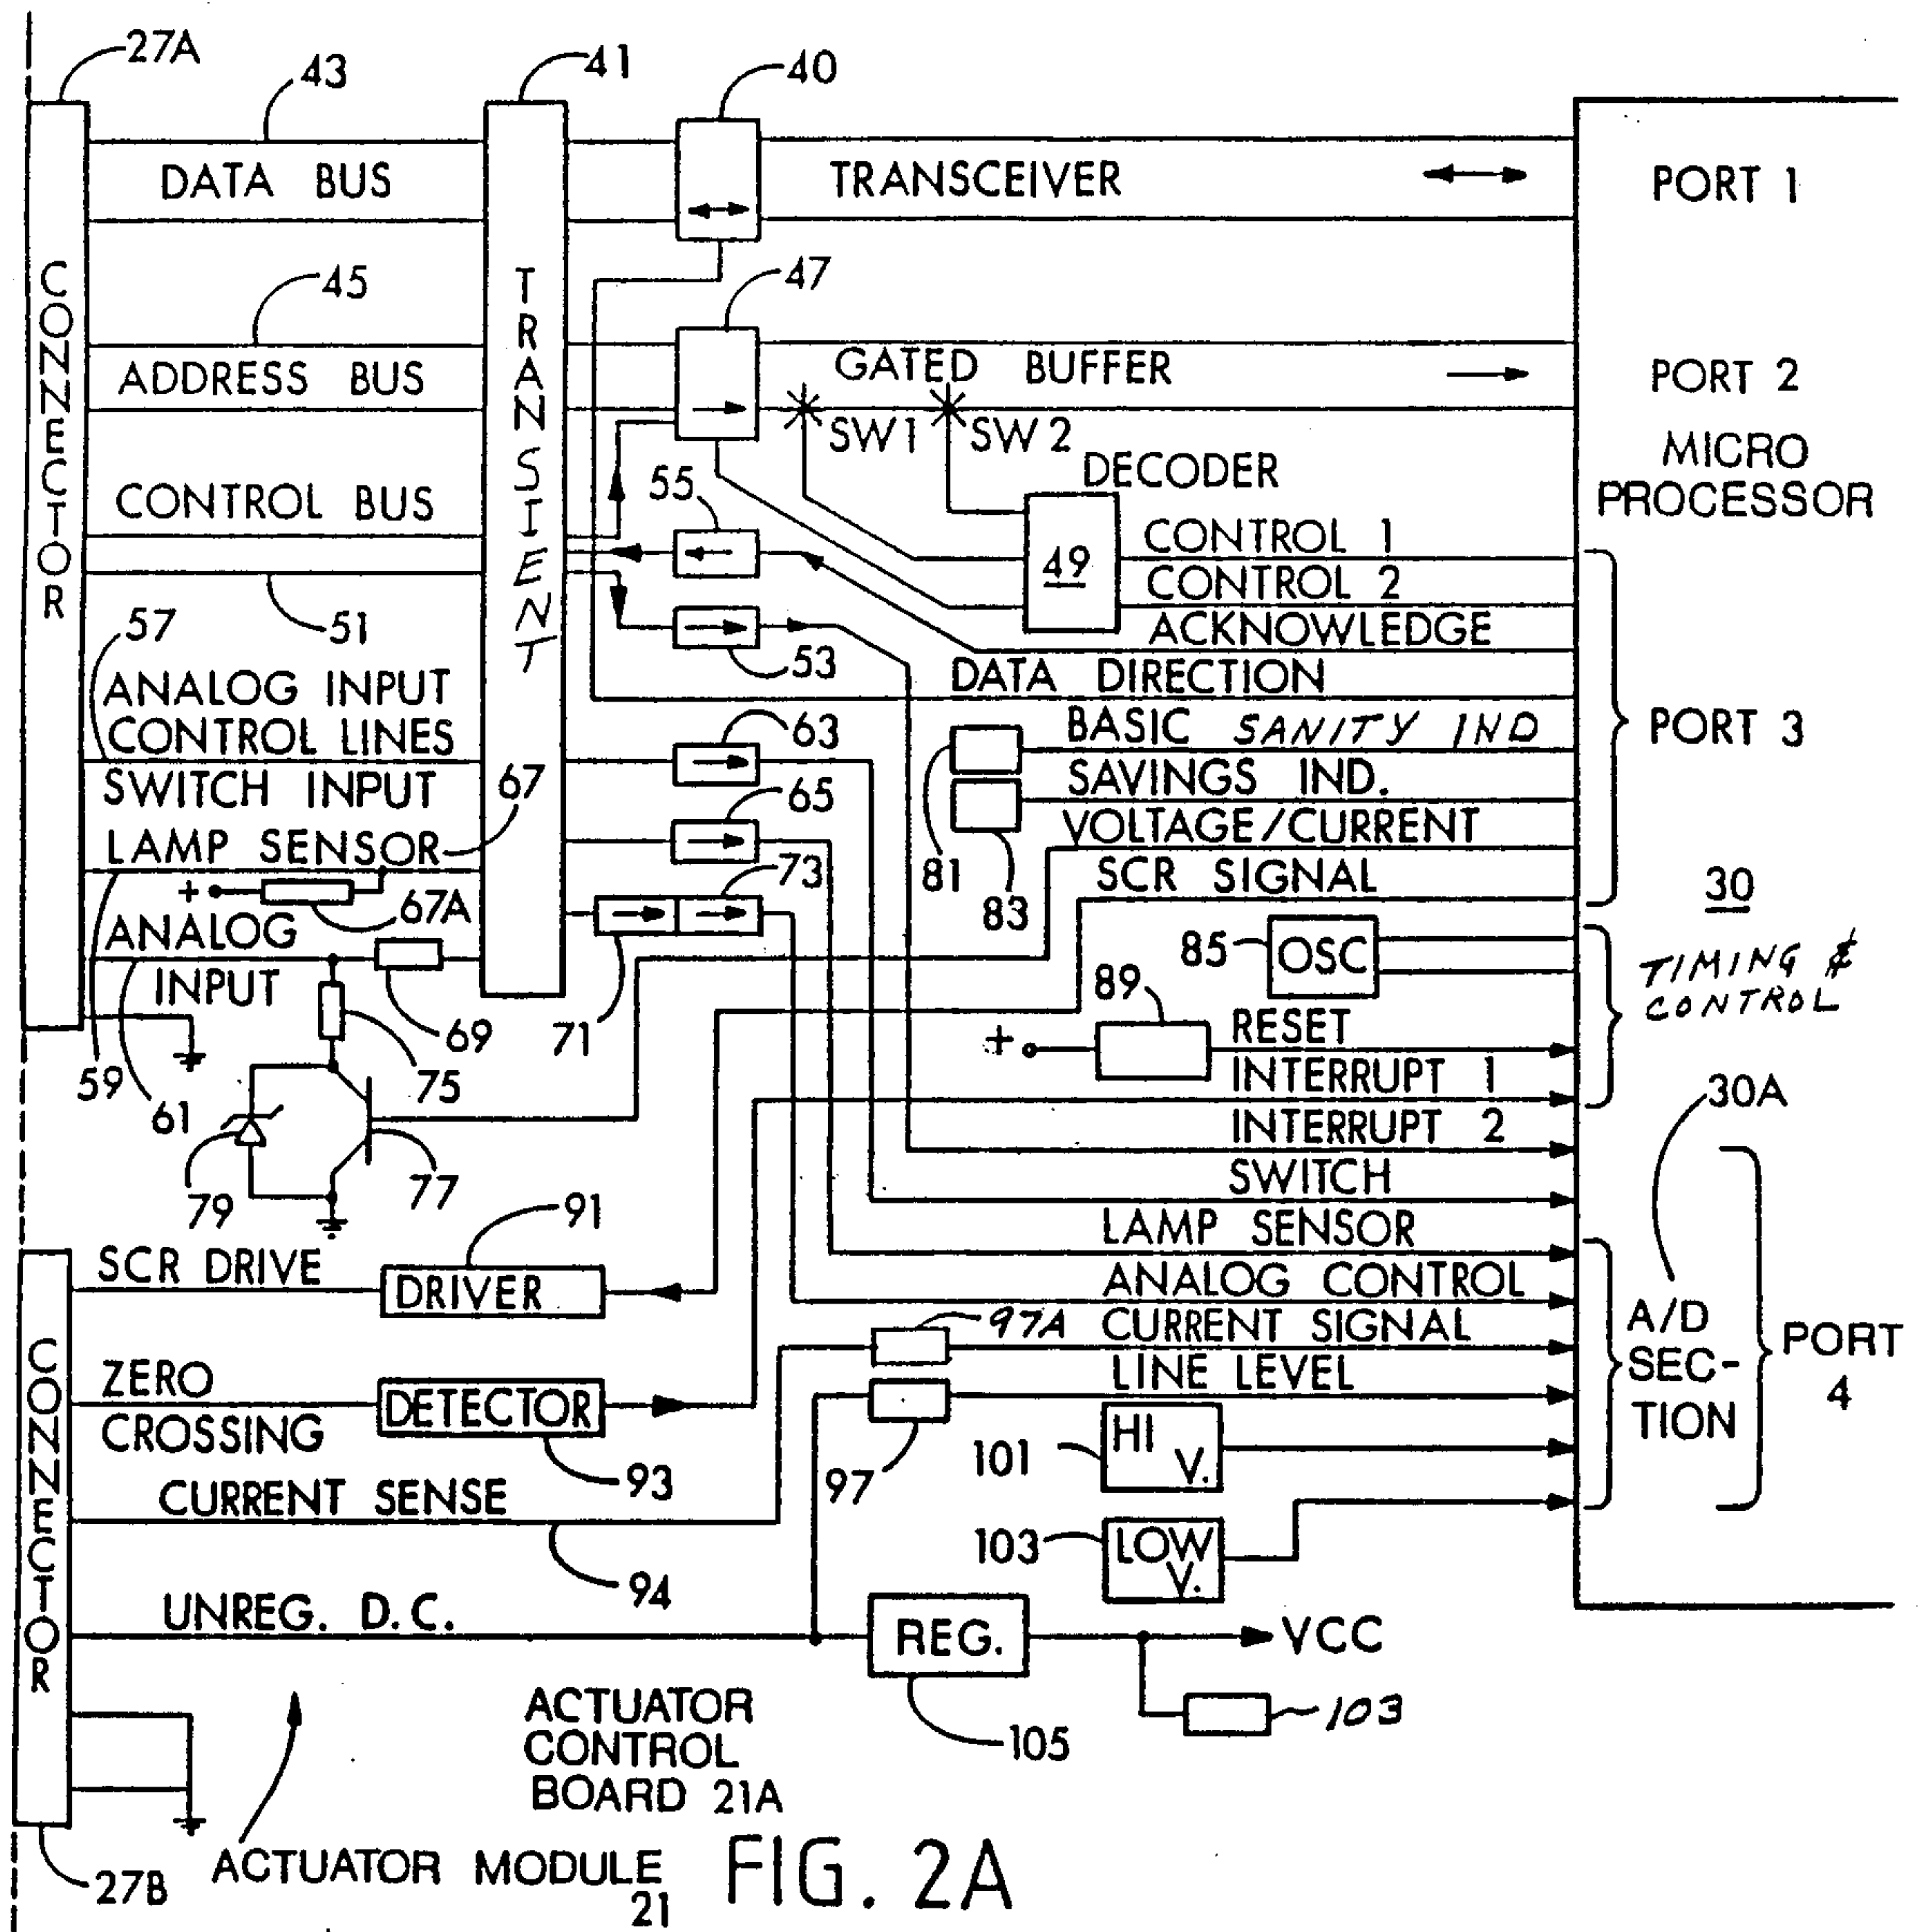 27A
43
41
40
DATA BUS
TRANSCEIVER
PORT 1
CONNECTOR
TRANSIENT
45
47
ADDRESS BUS
GATED BUFFER
PORT 2
SW1
SW2
MICRO
PROCESSOR
DECODER
CONTROL BUS
55
49
CONTROL 1
CONTROL 2
ACKNOWLEDGE
57
51
53
DATA DIRECTION
ANALOG INPUT
CONTROL LINES
63
BASIC SANITY IND
PORT 3
SWITCH INPUT
67
65
SAVINGS IND.
LAMP SENSOR
VOLTAGE/CURRENT
+
67A
73
81
83
SCR SIGNAL
30
ANALOG
INPUT
85
OSC
TIMING &
CONTROL
69
71
89
+
RESET
59
61
75
INTERRUPT 1
30A
INTERRUPT 2
79
77
SWITCH
91
LAMP SENSOR
SCR DRIVE
DRIVER
ANALOG CONTROL
97A
CURRENT SIGNAL
A/D
SEC-
TION
PORT
4
CONNECTOR
ZERO
CROSSING
DETECTOR
LINE LEVEL
93
97
101
HI
V.
CURRENT SENSE
94
103
LOW
V.
UNREG. D.C.
REG.
VCC
103
105
ACTUATOR
CONTROL
BOARD 21A
27B
ACTUATOR MODULE
21
FIG. 2A